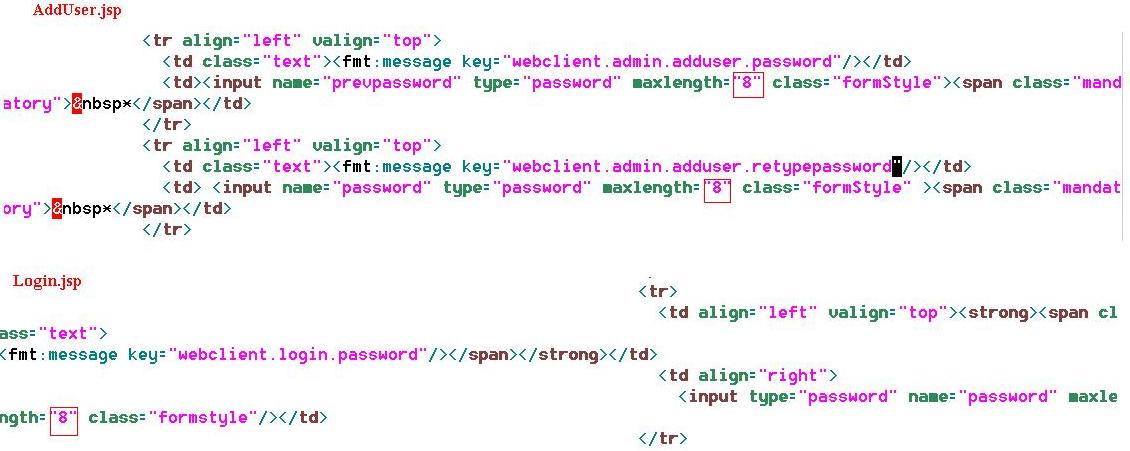 AddUser.jsp
<tr align="left" valign="top">
<td class="text"><fmt:message key="webclient.admin.adduser.password"/></td>
<td><input name="prevpassword" type="password" maxlength="8" class="formStyle"><span class="mand
atory">&nbsp*</span></td>
</tr>
<tr align="left" valign="top">
<td class="text"><fmt:message key="webclient.admin.adduser.retypepassword"/></td>
<td> <input name="password" type="password" maxlength="8" class="formStyle" ><span class="mandat
ory">&nbsp*</span></td>
</tr>
Login.jsp
<tr>
<td align="left" valign="top"><strong><span cl
ass="text">
<fmt:message key="webclient.login.password"/></span></strong></td>
<td align="right">
<input type="password" name="password" maxle
ngth="8" class="formstyle"/></td>
</tr>